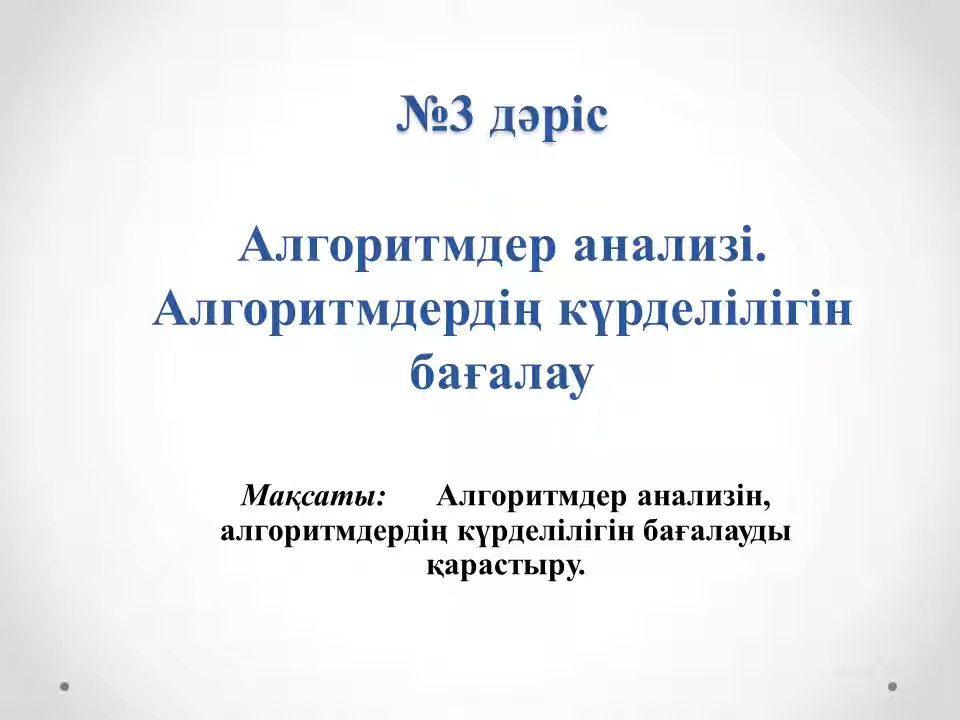 №3 дәріс
Алгоритмдер анализі.
Алгоритмдердің күрделілігін
бағалау
Мақсаты: Алгоритмдер анализін,
алгоритмдердің күрделілігін бағалауды
қарастыру.